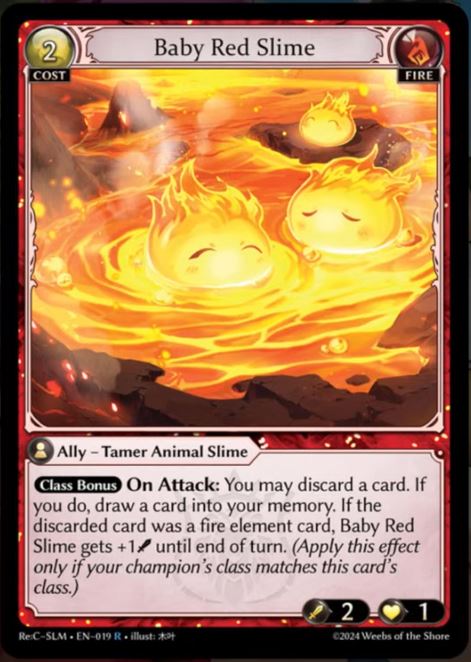 2
Baby Red Slime
COST
FIRE
Ally – Tamer Animal Slime
Class Bonus On Attack: You may discard a card. If
you do, draw a card into your memory. If the
discarded card was a fire element card, Baby Red
Slime gets +1 until end of turn. (Apply this effect
only if your champion's class matches this card's
class.)
2
1
Re:C–SLM • EN–019 R • illust: 木叶
©2024 Weebs of the Shore